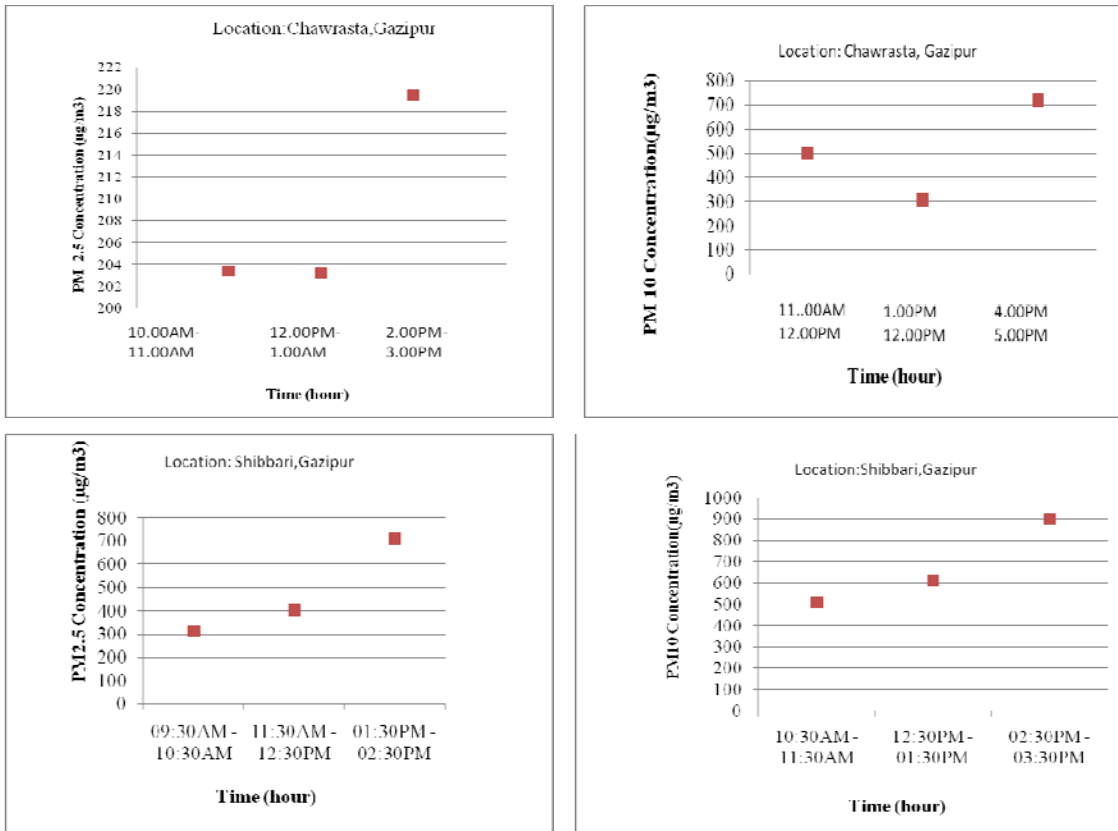 Location:Chawrasta,Gazipur
PM 2.5 Concentration (µg/m3)
222
220
218
216
214
212
210
208
206
204
202
200
10.00AM- 12.00PM- 2.00PM-
11.00AM 1.00AM 3.00PM
Time (hour)
Location: Chawrasta, Gazipur
PM 10 Concentration(µg/m3)
800
700
600
500
400
300
200
100
0
11..00AM 1.00PM 4.00PM
12.00PM 12.00PM 5.00PM
Time (hour)
Location: Shibbari,Gazipur
PM2.5 Concentration (µg/m3)
800
700
600
500
400
300
200
100
0
09:30AM - 11:30AM - 01:30PM -
10:30AM 12:30PM 02:30PM
Time (hour)
Location:Shibbari,Gazipur
PM10 Concentration(µg/m3)
1000
900
800
700
600
500
400
300
200
100
0
10:30AM - 12:30PM - 02:30PM -
11:30AM 01:30PM 03:30PM
Time (hour)